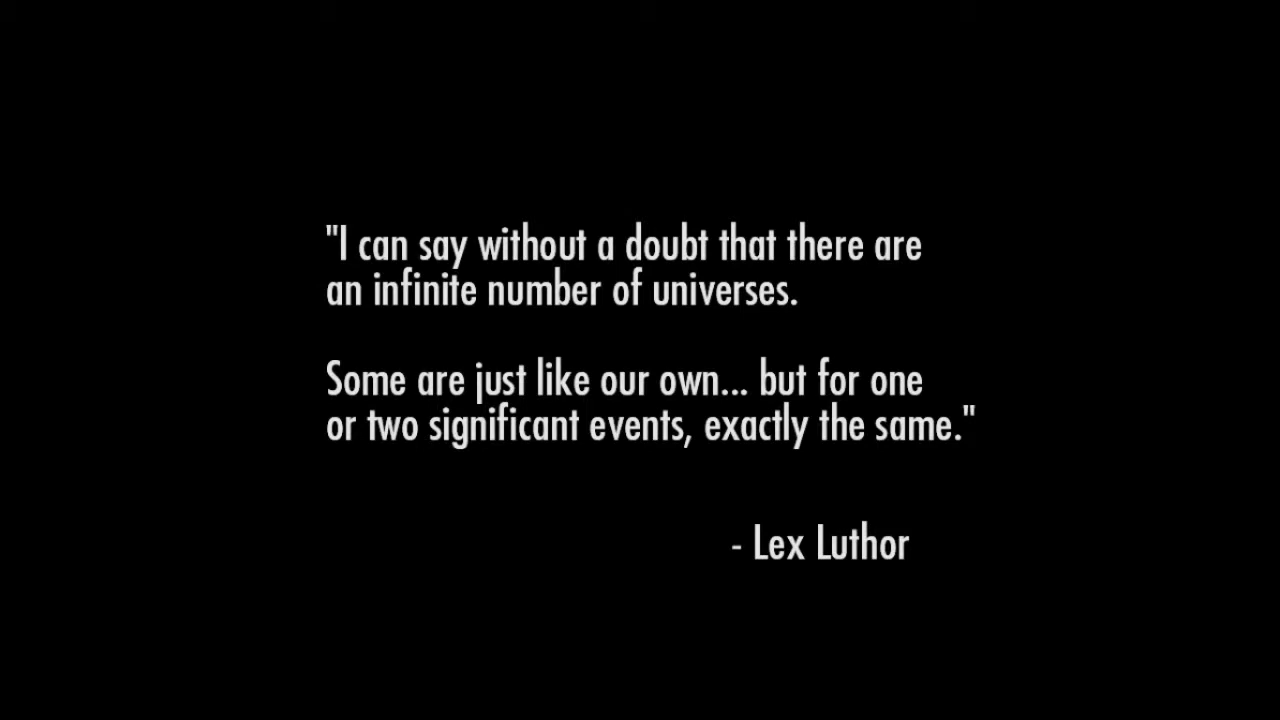 "I can say without a doubt that there are
an infinite number of universes.
Some are just like our own... but for one
or two significant events, exactly the same."
- Lex Luthor